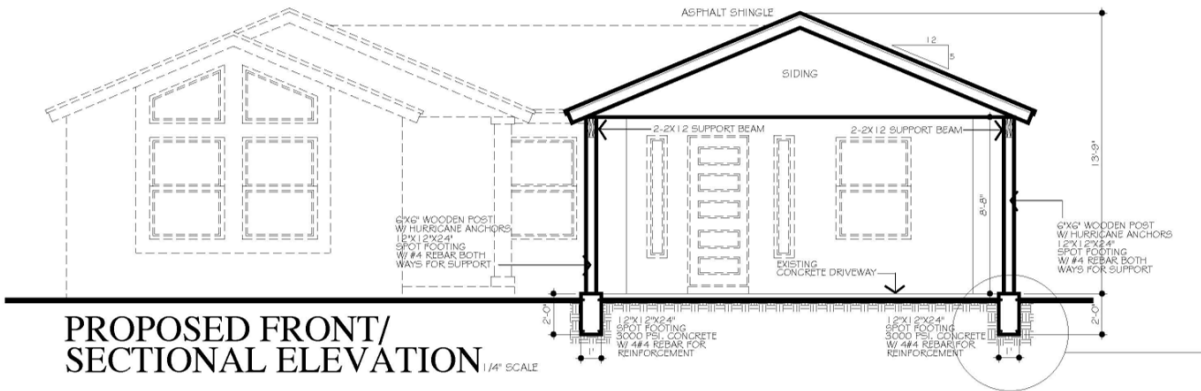 ASPHALT SHINGLE
12
5
SIDING
2-2X12 SUPPORT BEAM
2-2X12 SUPPORT BEAM
13'-9"
8'-8"
6"X6" WOODEN POST
W/ HURRICANE ANCHORS
12"X12"X24"
SPOT FOOTING
W/ #4 REBAR BOTH
WAYS FOR SUPPORT
6"X6" WOODEN POST
W/ HURRICANE ANCHORS
12"X12"X24"
SPOT FOOTING
W/ #4 REBAR BOTH
WAYS FOR SUPPORT
EXISTING
CONCRETE DRIVEWAY
2'-0"
2'-0"
12"X12"X24"
SPOT FOOTING
3000 PSI. CONCRETE
W/ 4#4 REBAR FOR
REINFORCEMENT
12"X12"X24"
SPOT FOOTING
3000 PSI. CONCRETE
W/ 4#4 REBAR FOR
REINFORCEMENT
1'
1'
PROPOSED FRONT/
SECTIONAL ELEVATION 1/4" SCALE